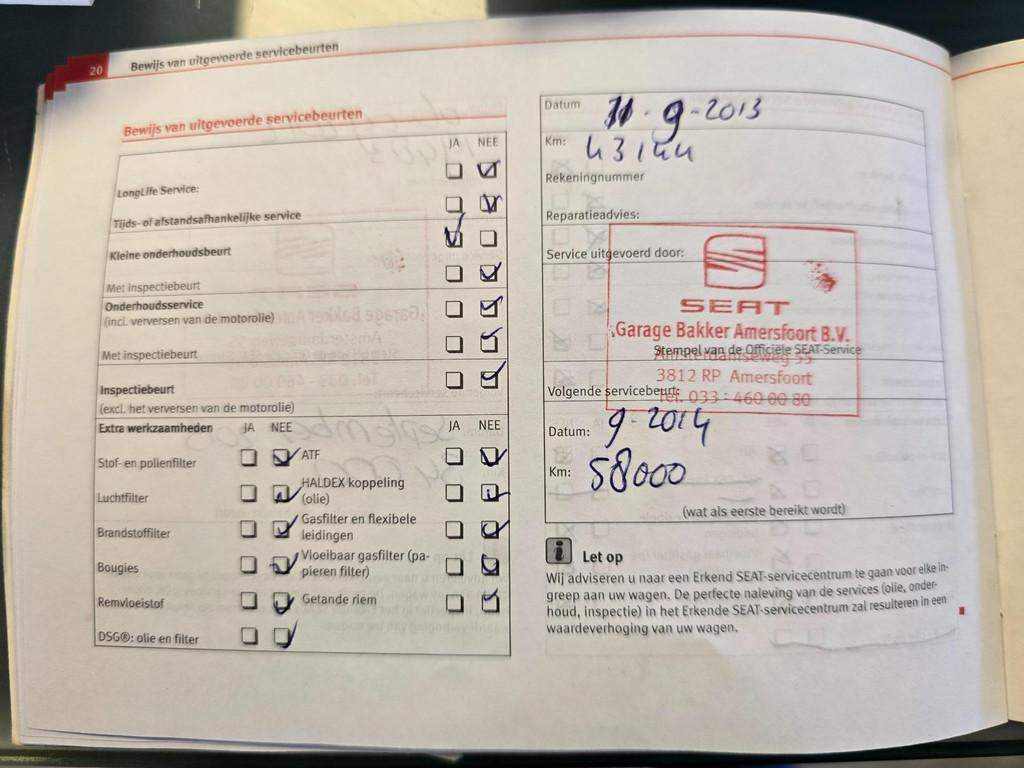 20 Bewijs van uitgevoerde servicebeurten
Bewijs van uitgevoerde servicebeurten
JA NEE
LongLife Service:
Tijds- of afstandsafhankelijke service
Kleine onderhoudsbeurt
Met inspectiebeurt
Onderhoudsservice
(incl. verversen van de motorolie)
Met inspectiebeurt
Inspectiebeurt
(excl. het verversen van de motorolie)
Extra werkzaamheden JA NEE JA NEE
Stof- en pollenfilter ATF
Luchtfilter HALDEX koppeling
(olie)
Brandstoffilter Gasfilter en flexibele
leidingen
Bougies Vloeibaar gasfilter (pa-
pieren filter)
Remvloeistof Getande riem
DSG®: olie en filter
Datum 11-9-2013
Km: 43144
Rekeningnummer
Reparatieadvies:
Service uitgevoerd door:
SEAT
Garage Bakker Amersfoort B.V.
Stempel van de Officiële SEAT-Service
Amsterdamseweg 55
3812 RP Amersfoort
Tel. 033 - 460 00 80
Volgende servicebeurt:
Datum: 9-2014
Km: 58000
(wat als eerste bereikt wordt)
i Let op
Wij adviseren u naar een Erkend SEAT-servicecentrum te gaan voor elke in-
greep aan uw wagen. De perfecte naleving van de services (olie, onder-
houd, inspectie) in het Erkende SEAT-servicecentrum zal resulteren in een
waardeverhoging van uw wagen.